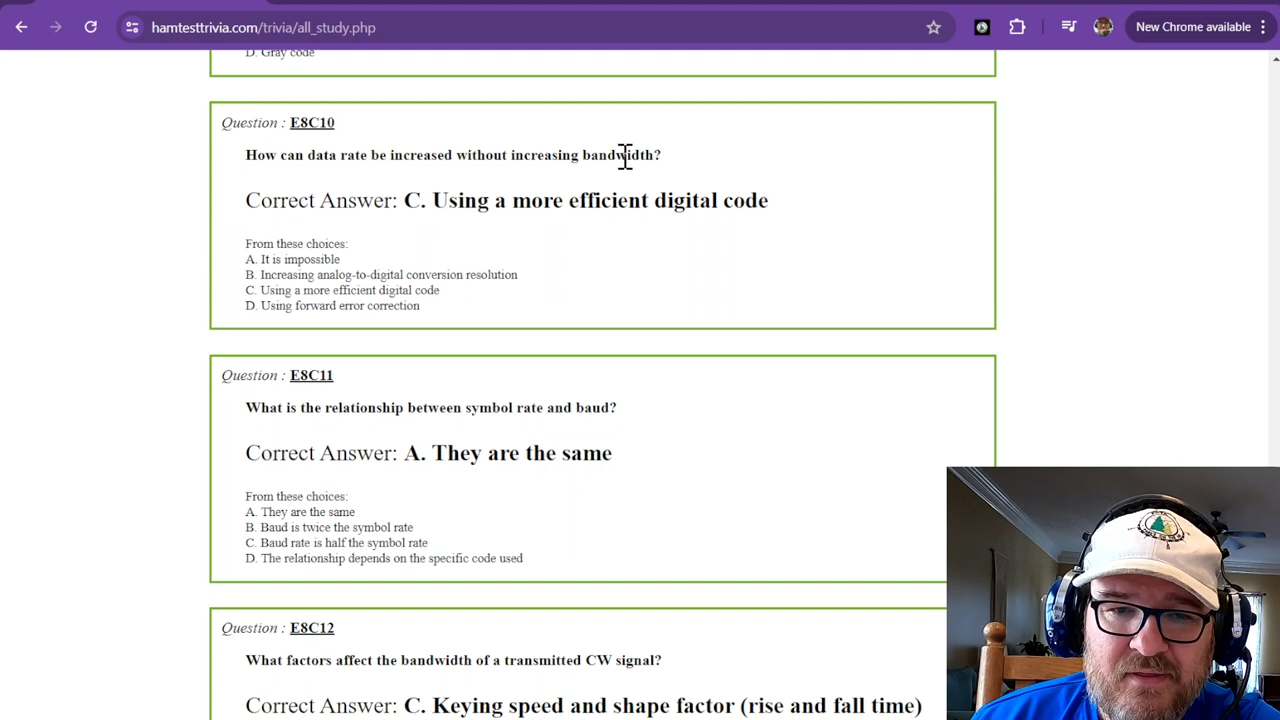 hamtesttrivia.com/trivia/all_study.php
New Chrome available
D. Gray code
Question : E8C10
How can data rate be increased without increasing bandwidth?
Correct Answer: C. Using a more efficient digital code
From these choices:
A. It is impossible
B. Increasing analog-to-digital conversion resolution
C. Using a more efficient digital code
D. Using forward error correction
Question : E8C11
What is the relationship between symbol rate and baud?
Correct Answer: A. They are the same
From these choices:
A. They are the same
B. Baud is twice the symbol rate
C. Baud rate is half the symbol rate
D. The relationship depends on the specific code used
Question : E8C12
What factors affect the bandwidth of a transmitted CW signal?
Correct Answer: C. Keying speed and shape factor (rise and fall time)